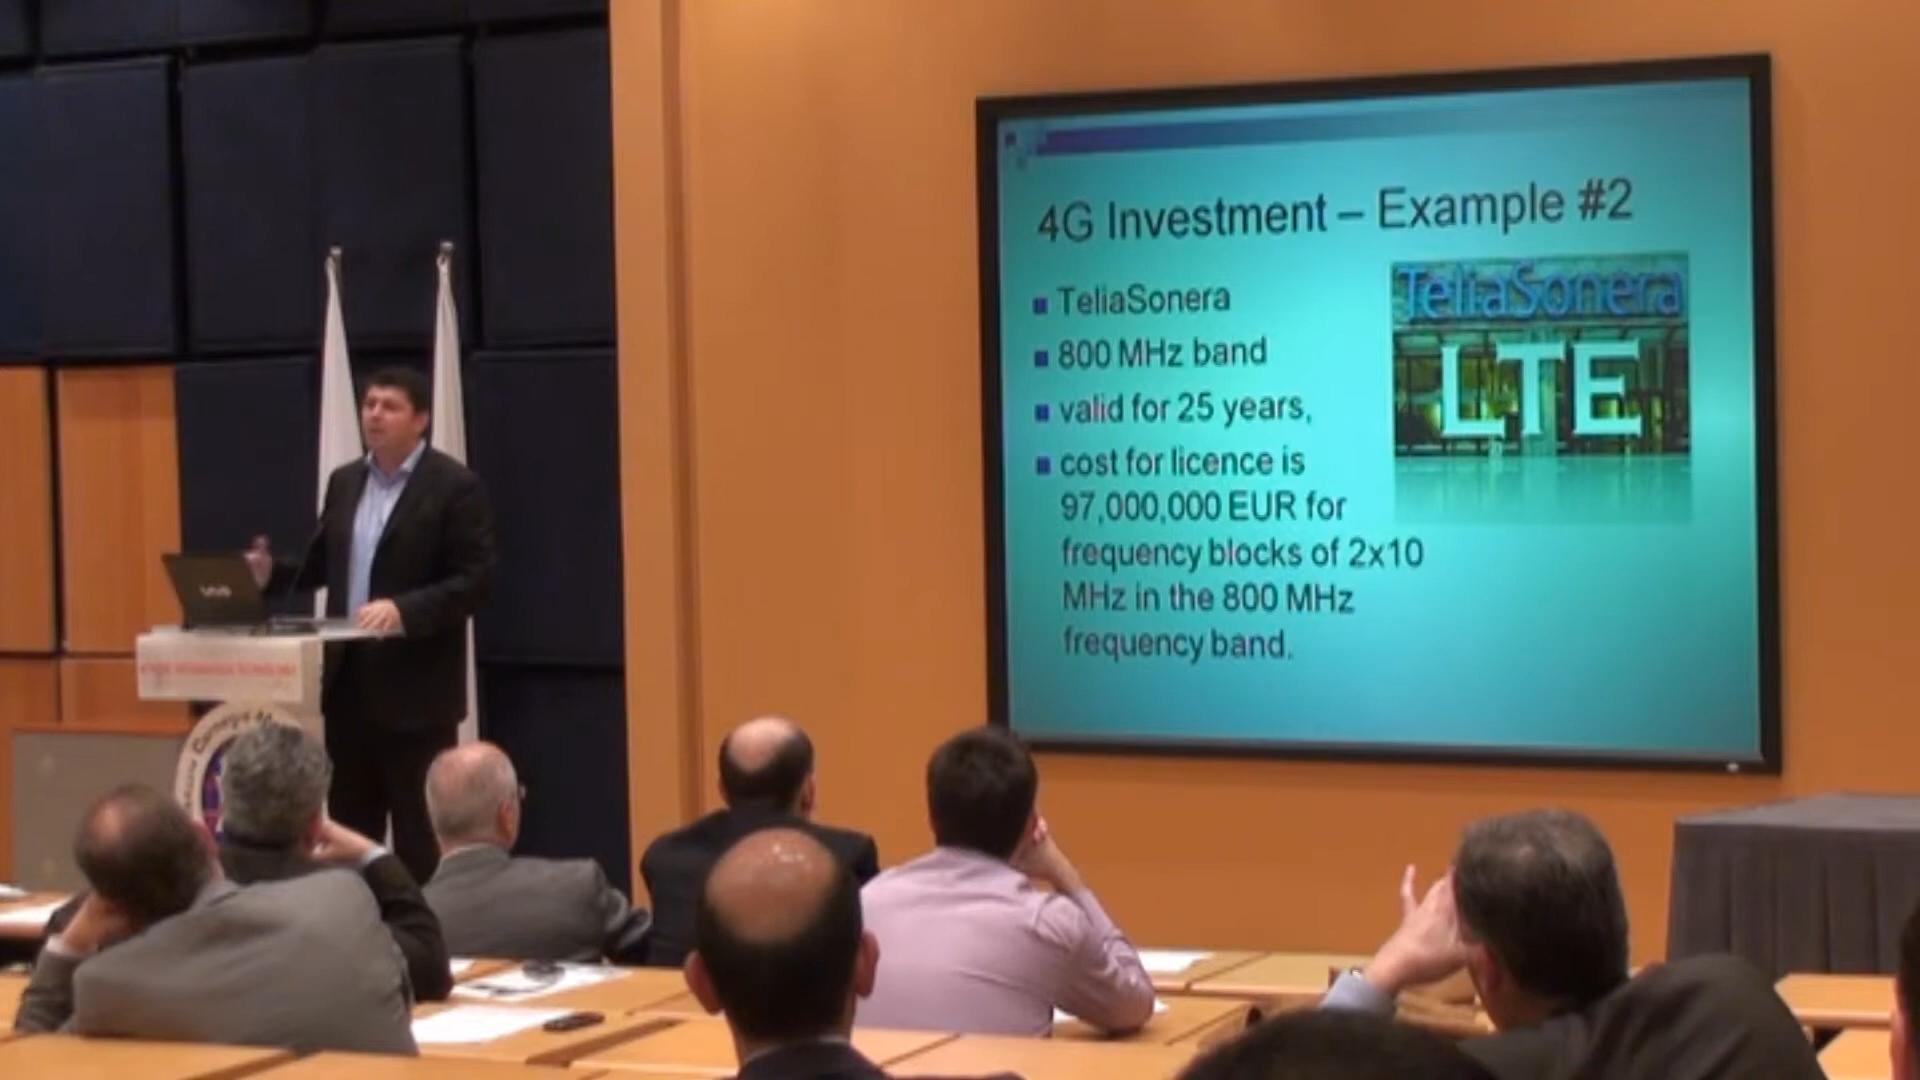 4G Investment – Example #2
TeliaSonera
800 MHz band
valid for 25 years,
cost for licence is
97,000,000 EUR for
frequency blocks of 2x10
MHz in the 800 MHz
frequency band.
TeliaSonera
LTE